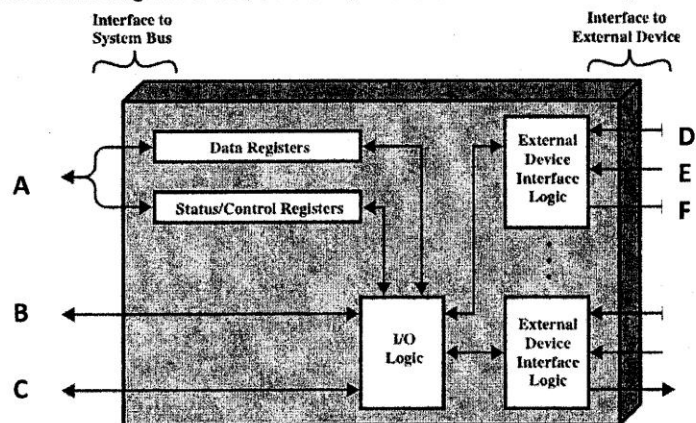 Interface to
System Bus
Interface to
External Device
Data Registers
Status/Control Registers
External
Device
Interface
Logic
I/O
Logic
External
Device
Interface
Logic
A
B
C
D
E
F